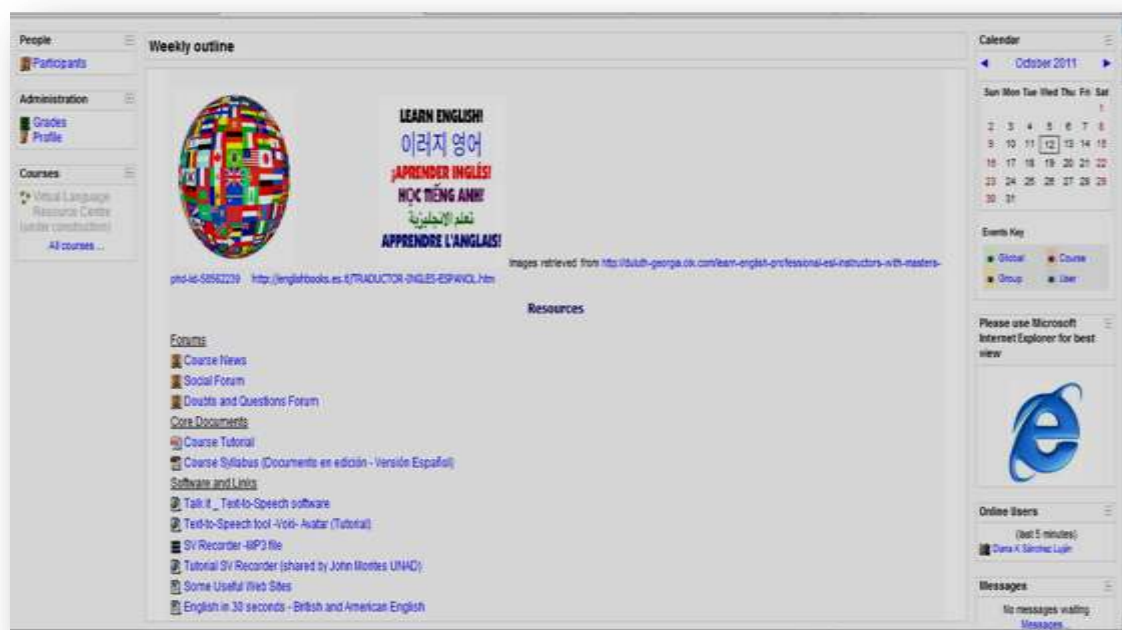 People
Participants
Administration
Grades
Profile
Courses
Virtual Language
Resource Centre
(under construction)
All courses ...
Weekly outline
LEARN ENGLISH!
이러지 영어
¡APRENDER INGLÉS!
HỌC TIẾNG ANH!
تعلم الإنجليزية
APPRENDRE L'ANGLAIS!
Images retrieved from http://duluth-georgia.olx.com/learn-english-professional-esl-instructors-with-masters-
phd-iid-58562239 http://englishbooks.es.tl/TRADUCTOR-INGLES-ESPANOL.htm
Resources
Forums
Course News
Social Forum
Doubts and Questions Forum
Core Documents
Course Tutorial
Course Syllabus (Documento en edición - Versión Español)
Software and Links
Talk it _ Text-to-Speech software
Text-to-Speech tool -Voki- Avatar (Tutorial)
SV Recorder -MP3 file
Tutorial SV Recorder (shared by John Montes UNAD)
Some Useful Web Sites
English in 30 seconds - British and American English
Calendar
◄ October 2011 ►
Sun Mon Tue Wed Thu Fri Sat
1
2 3 4 5 6 7 8
9 10 11 12 13 14 15
16 17 18 19 20 21 22
23 24 25 26 27 28 29
30 31
Events Key
Global Course
Group User
Please use Microsoft
Internet Explorer for best
view
Online Users
(last 5 minutes)
Diana K Sánchez Luján
Messages
No messages waiting
Messages...